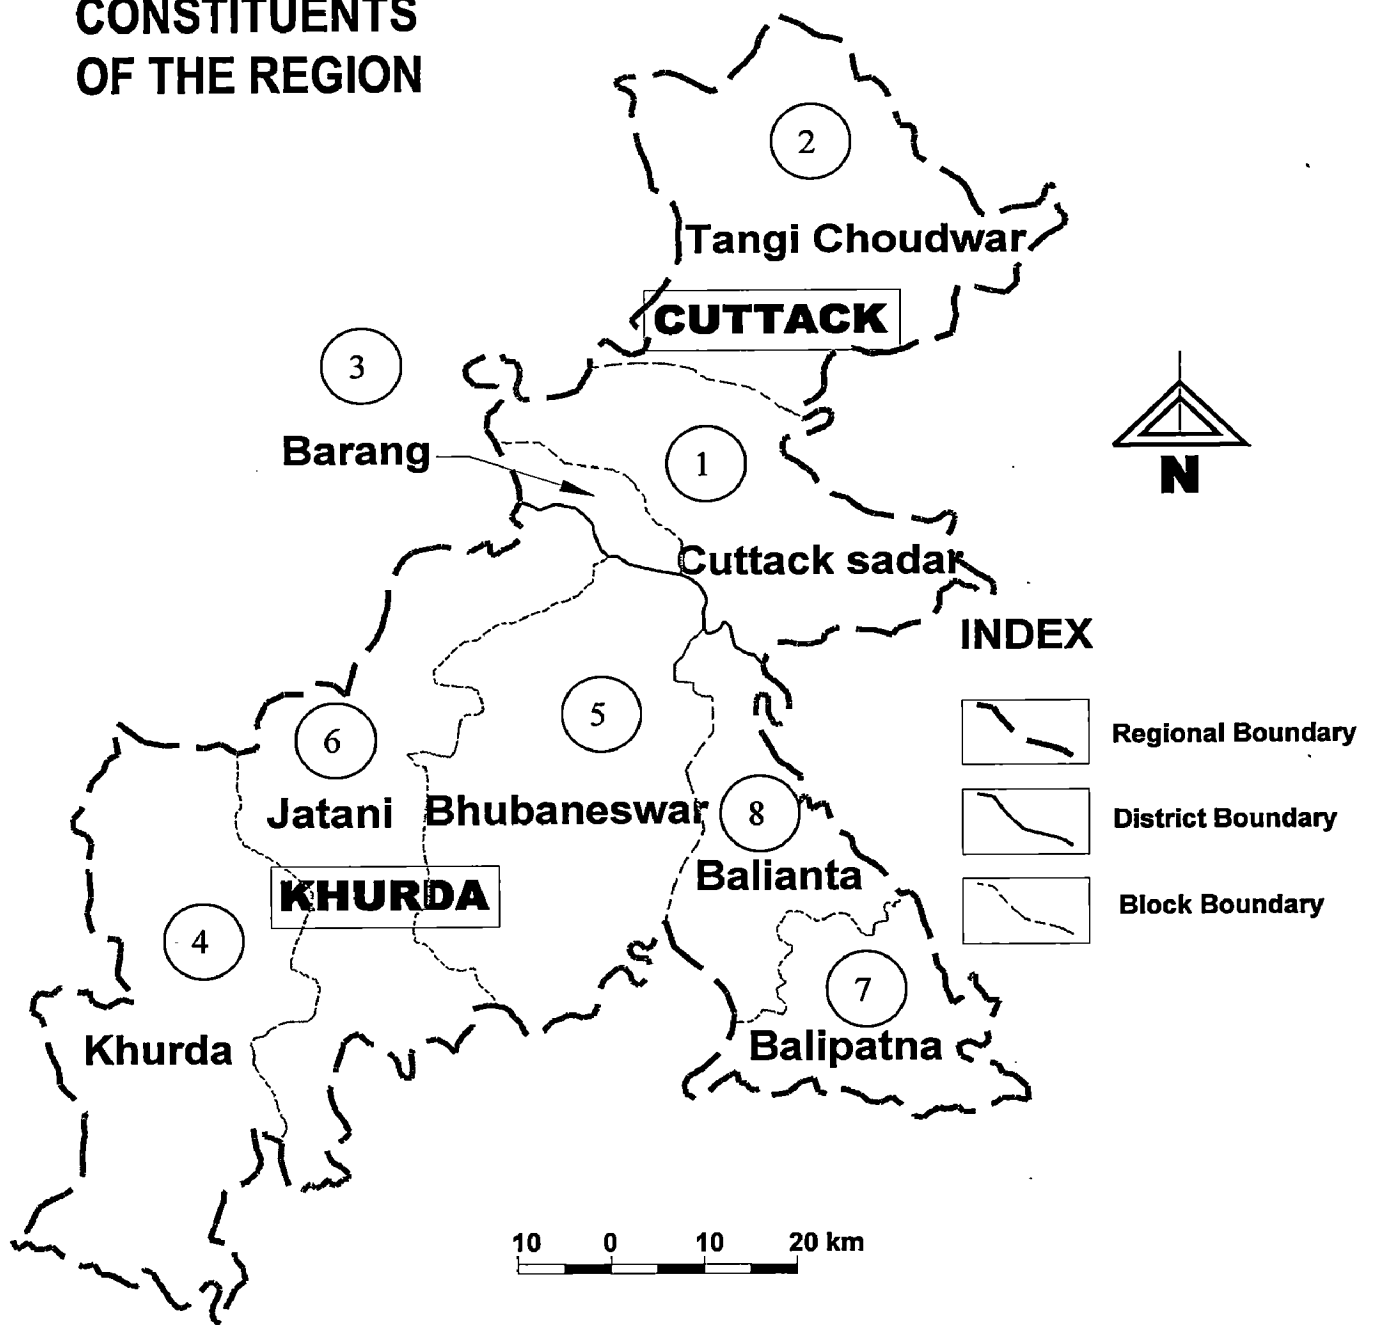 CONSTITUENTS
OF THE REGION
2
Tangi Choudwar
CUTTACK
3
Barang
1
N
Cuttack sadar
INDEX
5
6
Regional Boundary
Jatani
Bhubaneswar
8
District Boundary
Balianta
KHURDA
Block Boundary
4
7
Khurda
Balipatna
10 0 10 20 km